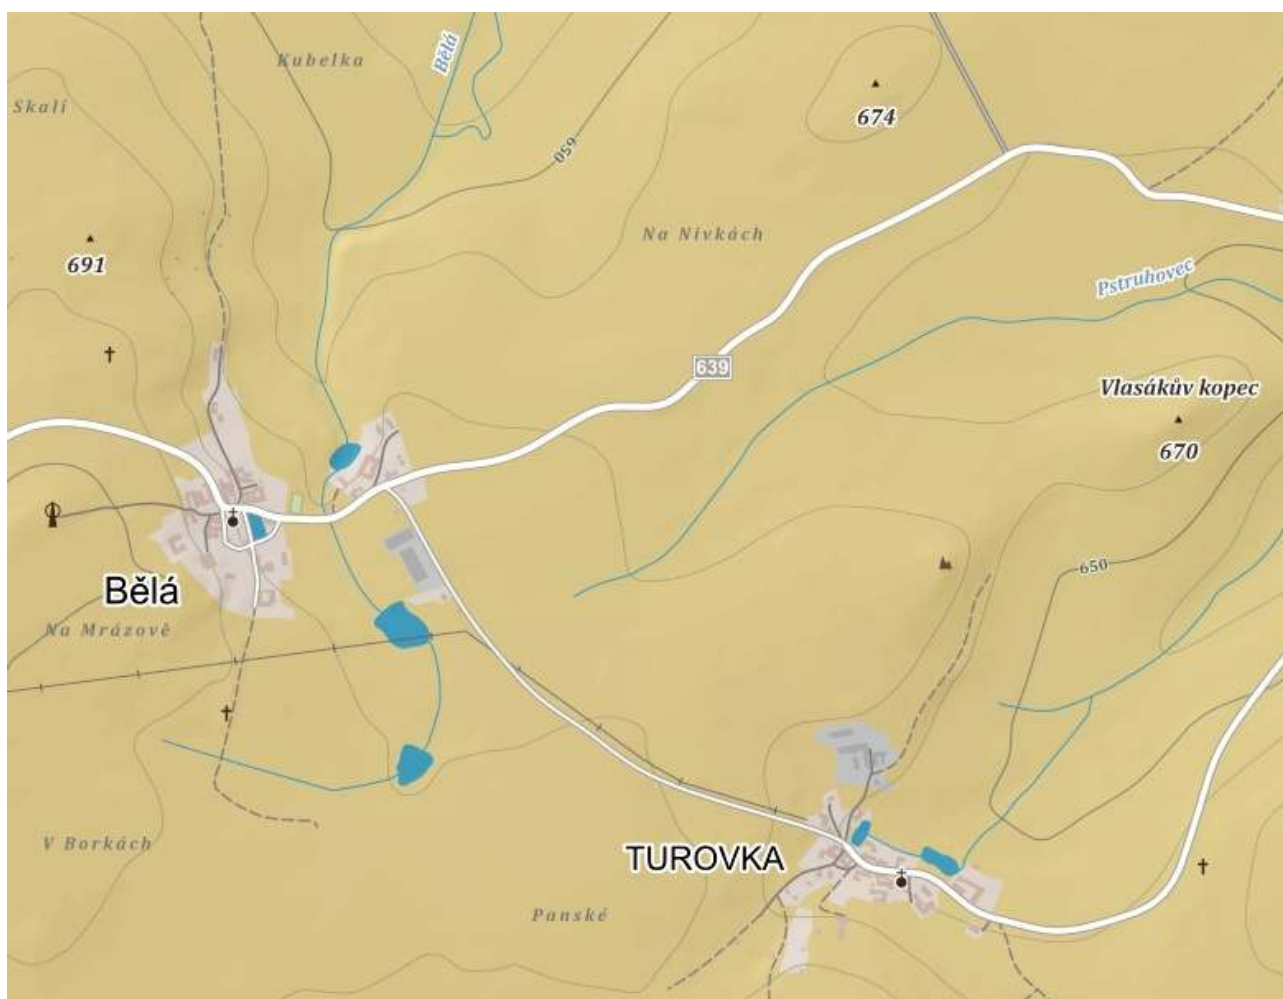 Kubelka
Bělá
Skalí
674
650
Na Nivkách
691
Pstruhovec
639
Vlasákův kopec
670
650
Bělá
Na Mrázově
V Borkách
TUROVKA
Panské